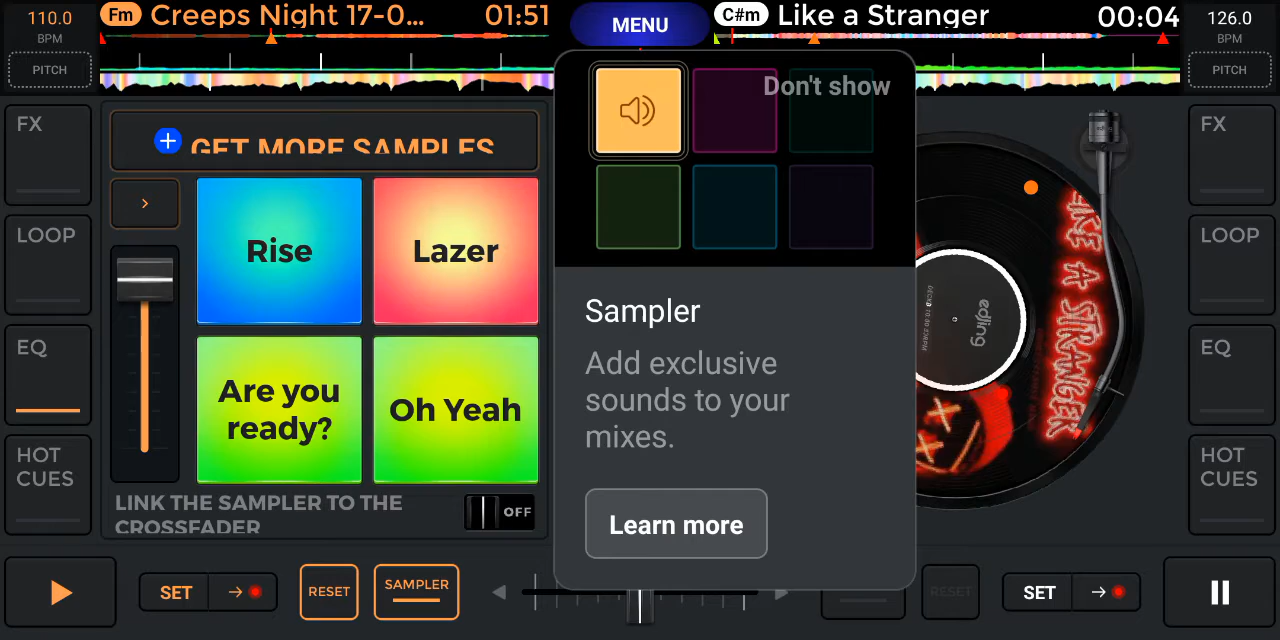 110.0
BPM
PITCH
Fm
Creeps Night 17-0...
01:51
MENU
C#m
Like a Stranger
00:04
126.0
BPM
PITCH
FX
LOOP
EQ
HOT
CUES
GET MORE SAMPLES
Rise
Lazer
Are you
ready?
Oh Yeah
LINK THE SAMPLER TO THE
CROSSFADER
OFF
Don't show
Sampler
Add exclusive
sounds to your
mixes.
Learn more
edjing
LIKE A STRANGER
FX
LOOP
EQ
HOT
CUES
SET
RESET
SAMPLER
RESET
SET